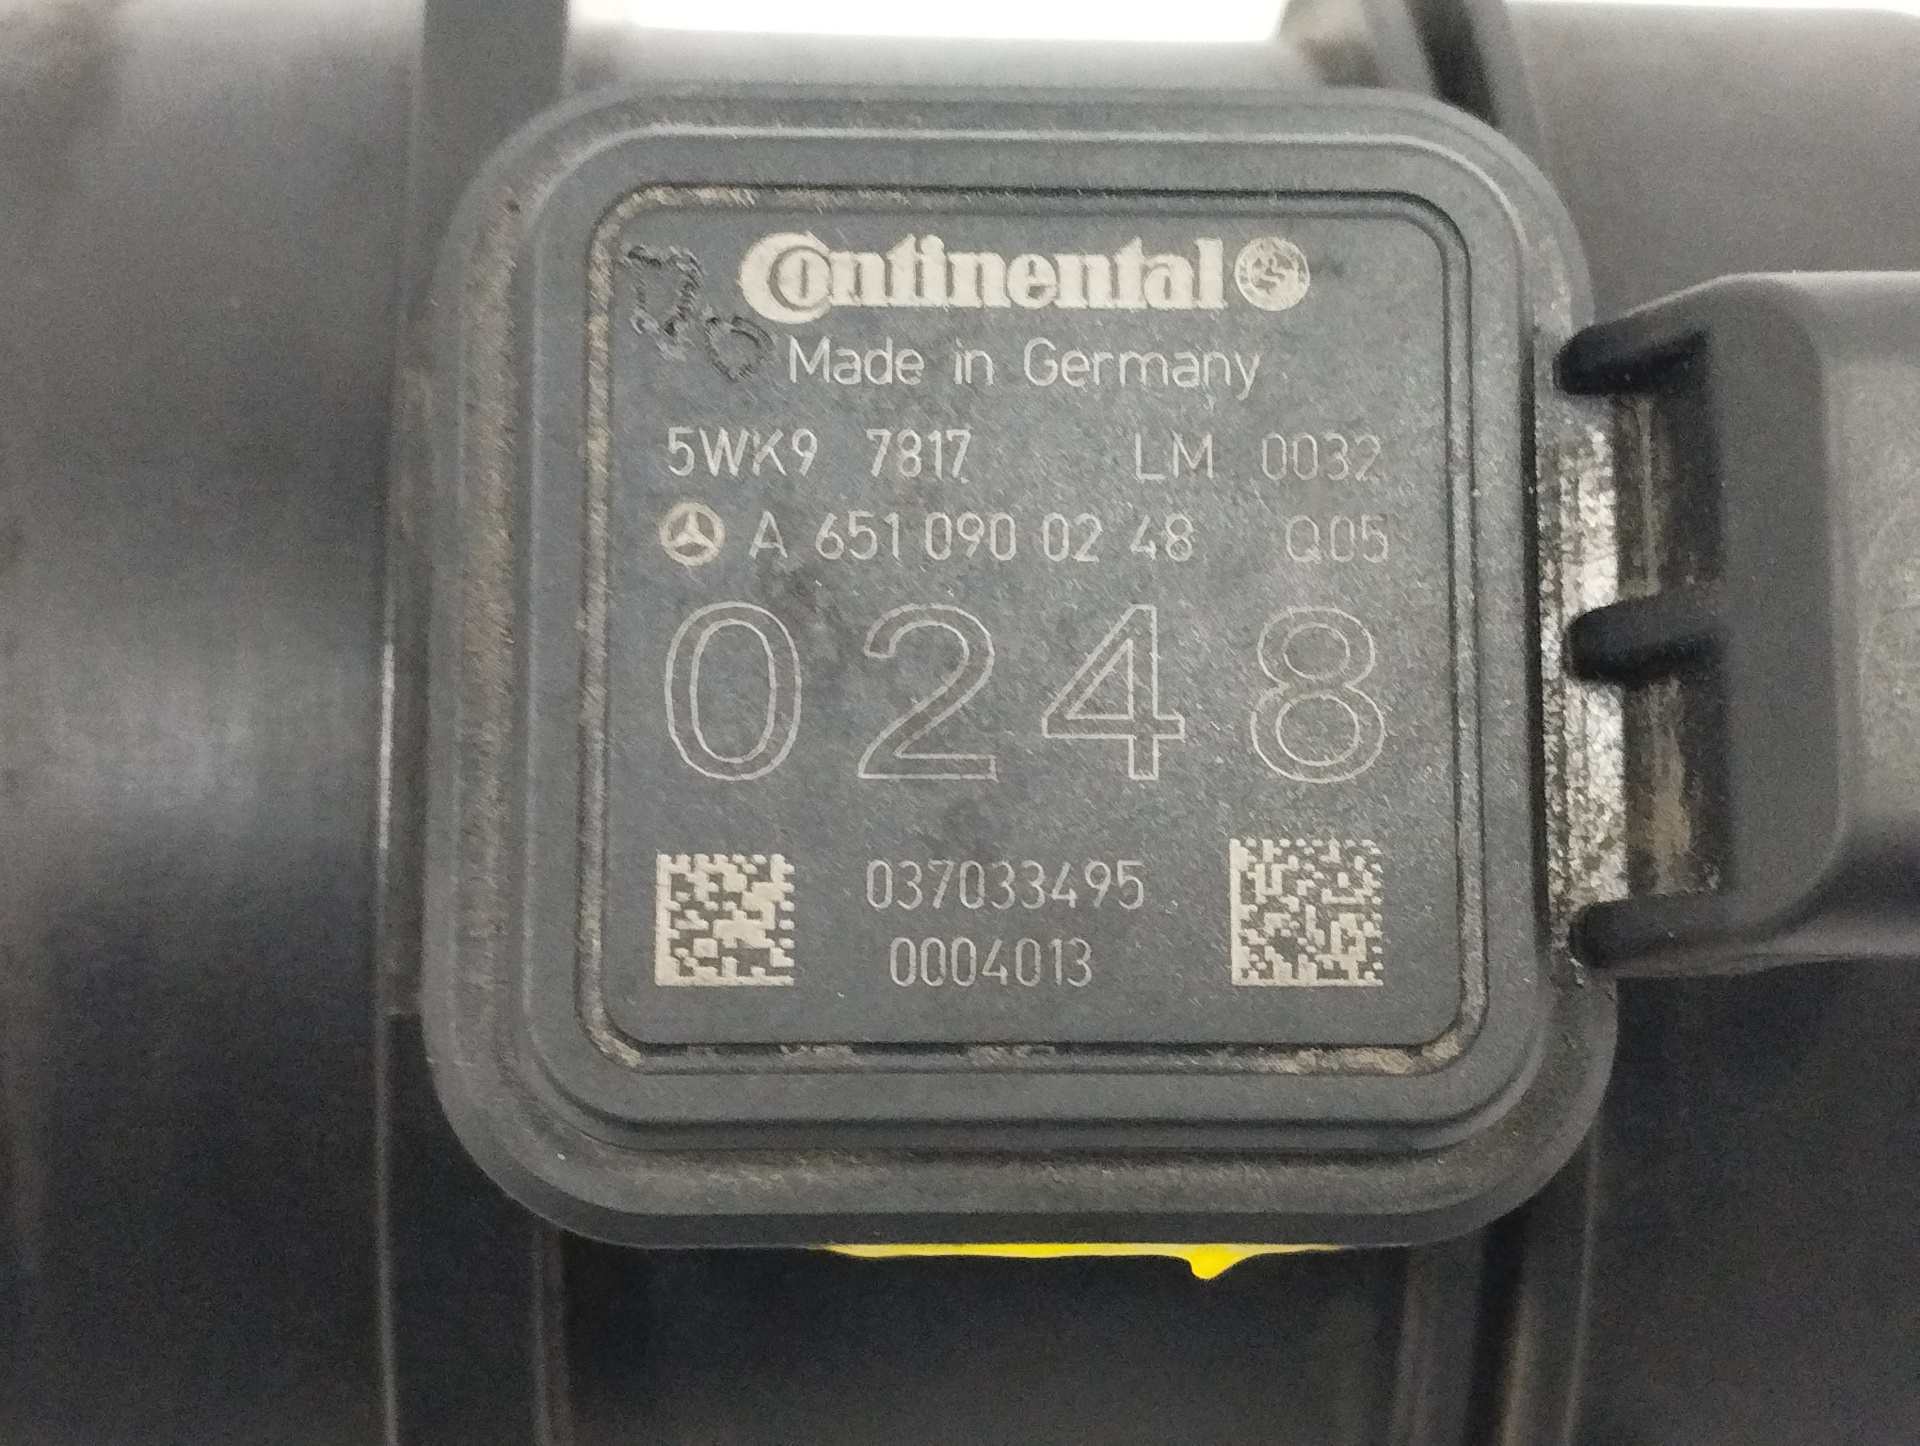 Continental
Made in Germany
5WK9 7817 LM 0032
A 651 090 02 48 Q05
0248
037033495
0004013